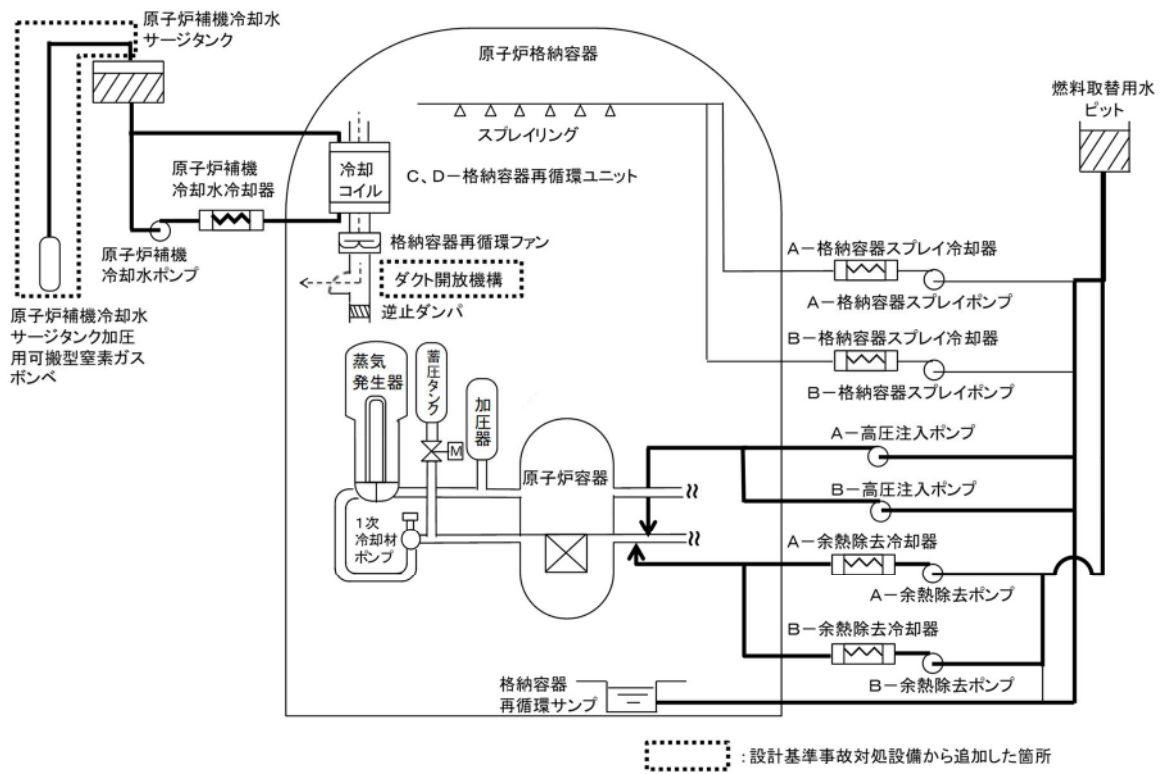 原子炉補機冷却水
サージタンク
原子炉格納容器
燃料取替用水
ピット
スプレイリング
原子炉補機
冷却水冷却器
冷却
コイル
C、D－格納容器再循環ユニット
原子炉補機
冷却水ポンプ
格納容器再循環ファン
ダクト開放機構
逆止ダンパ
A－格納容器スプレイ冷却器
A－格納容器スプレイポンプ
原子炉補機冷却水
サージタンク加圧
用可搬型窒素ガス
ボンベ
B－格納容器スプレイ冷却器
B－格納容器スプレイポンプ
蒸気
発生器
蓄圧タンク
加圧器
M
原子炉容器
A－高圧注入ポンプ
B－高圧注入ポンプ
1次
冷却材
ポンプ
A－余熱除去冷却器
A－余熱除去ポンプ
B－余熱除去冷却器
B－余熱除去ポンプ
格納容器
再循環サンプ
：設計基準事故対処設備から追加した箇所